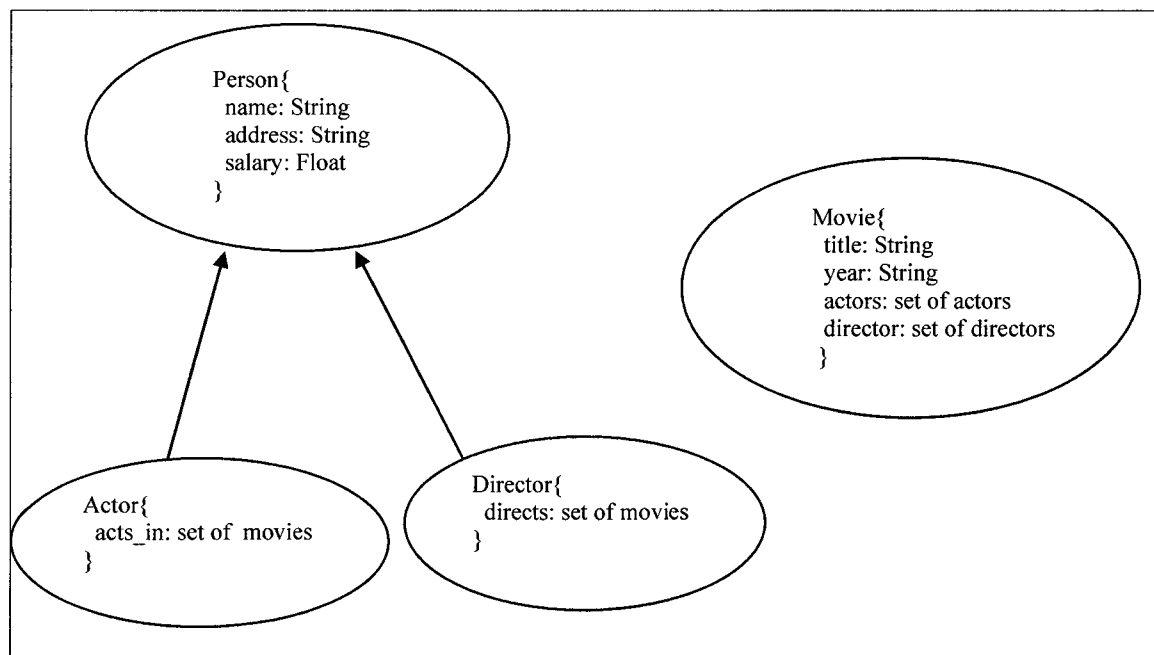 Person{
name: String
address: String
salary: Float
}
Movie{
title: String
year: String
actors: set of actors
director: set of directors
}
Actor{
acts_in: set of movies
}
Director{
directs: set of movies
}